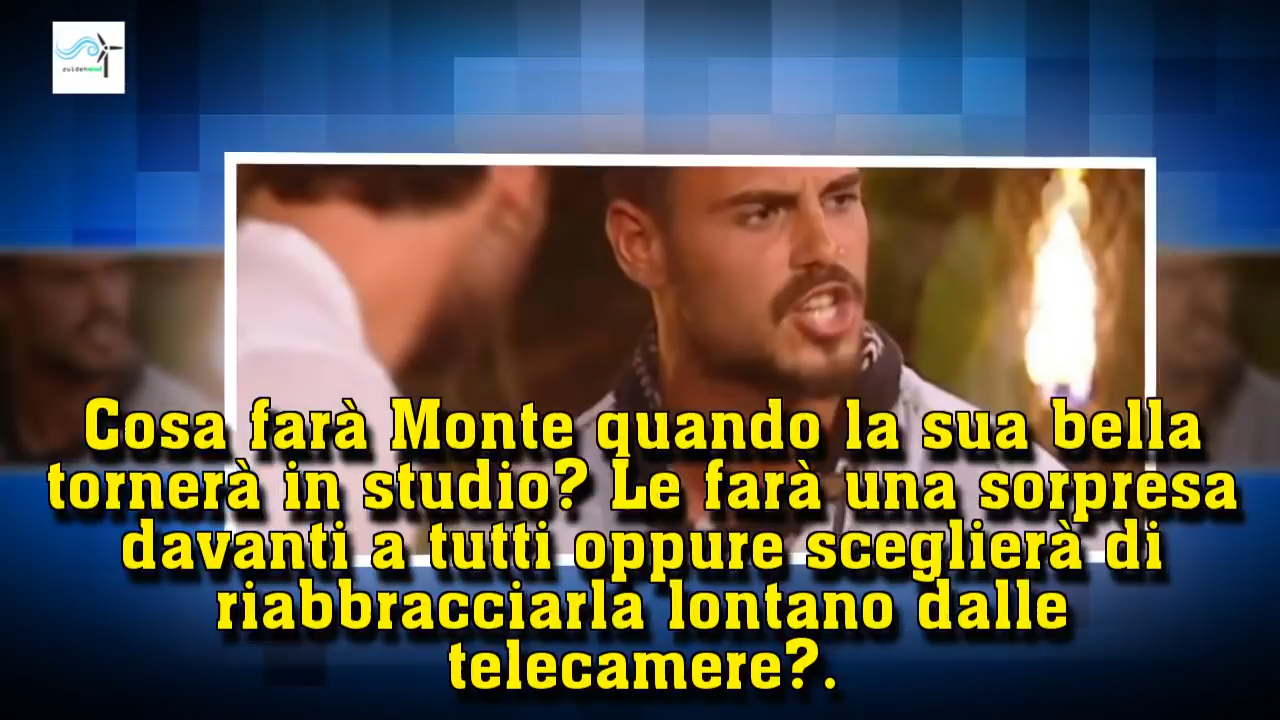 zuidenwind
Cosa farà Monte quando la sua bella
tornerà in studio? Le farà una sorpresa
davanti a tutti oppure sceglierà di
riabbracciarla lontano dalle
telecamere?.